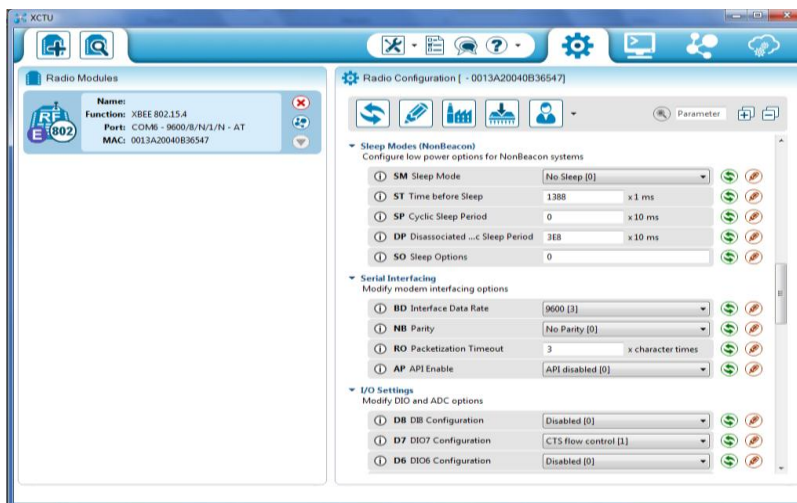 XCTU
Radio Modules
Name:
Function: XBEE 802.15.4
Port: COM6 - 9600/8/N/1/N - AT
MAC: 0013A20040B36547
RF
E 802
Radio Configuration [ - 0013A20040B36547]
Parameter
Sleep Modes (NonBeacon)
Configure low power options for NonBeacon systems
SM Sleep Mode No Sleep [0]
ST Time before Sleep 1388 x 1 ms
SP Cyclic Sleep Period 0 x 10 ms
DP Disassociated ...c Sleep Period 3E8 x 10 ms
SO Sleep Options 0
Serial Interfacing
Modify modem interfacing options
BD Interface Data Rate 9600 [3]
NB Parity No Parity [0]
RO Packetization Timeout 3 x character times
AP API Enable API disabled [0]
I/O Settings
Modify DIO and ADC options
D8 DI8 Configuration Disabled [0]
D7 DIO7 Configuration CTS flow control [1]
D6 DIO6 Configuration Disabled [0]